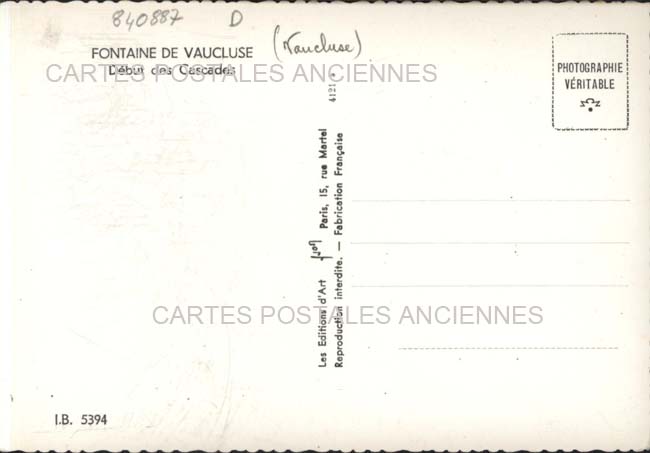 840887 D
FONTAINE DE VAUCLUSE (Vaucluse)
Début des Cascades
CARTES POSTALES ANCIENNES
PHOTOGRAPHIE
VÉRITABLE
Les Editions d'Art Yvon Paris, 15, rue Martel
Reproduction interdite. — Fabrication Française
CARTES POSTALES ANCIENNES
I.B. 5394